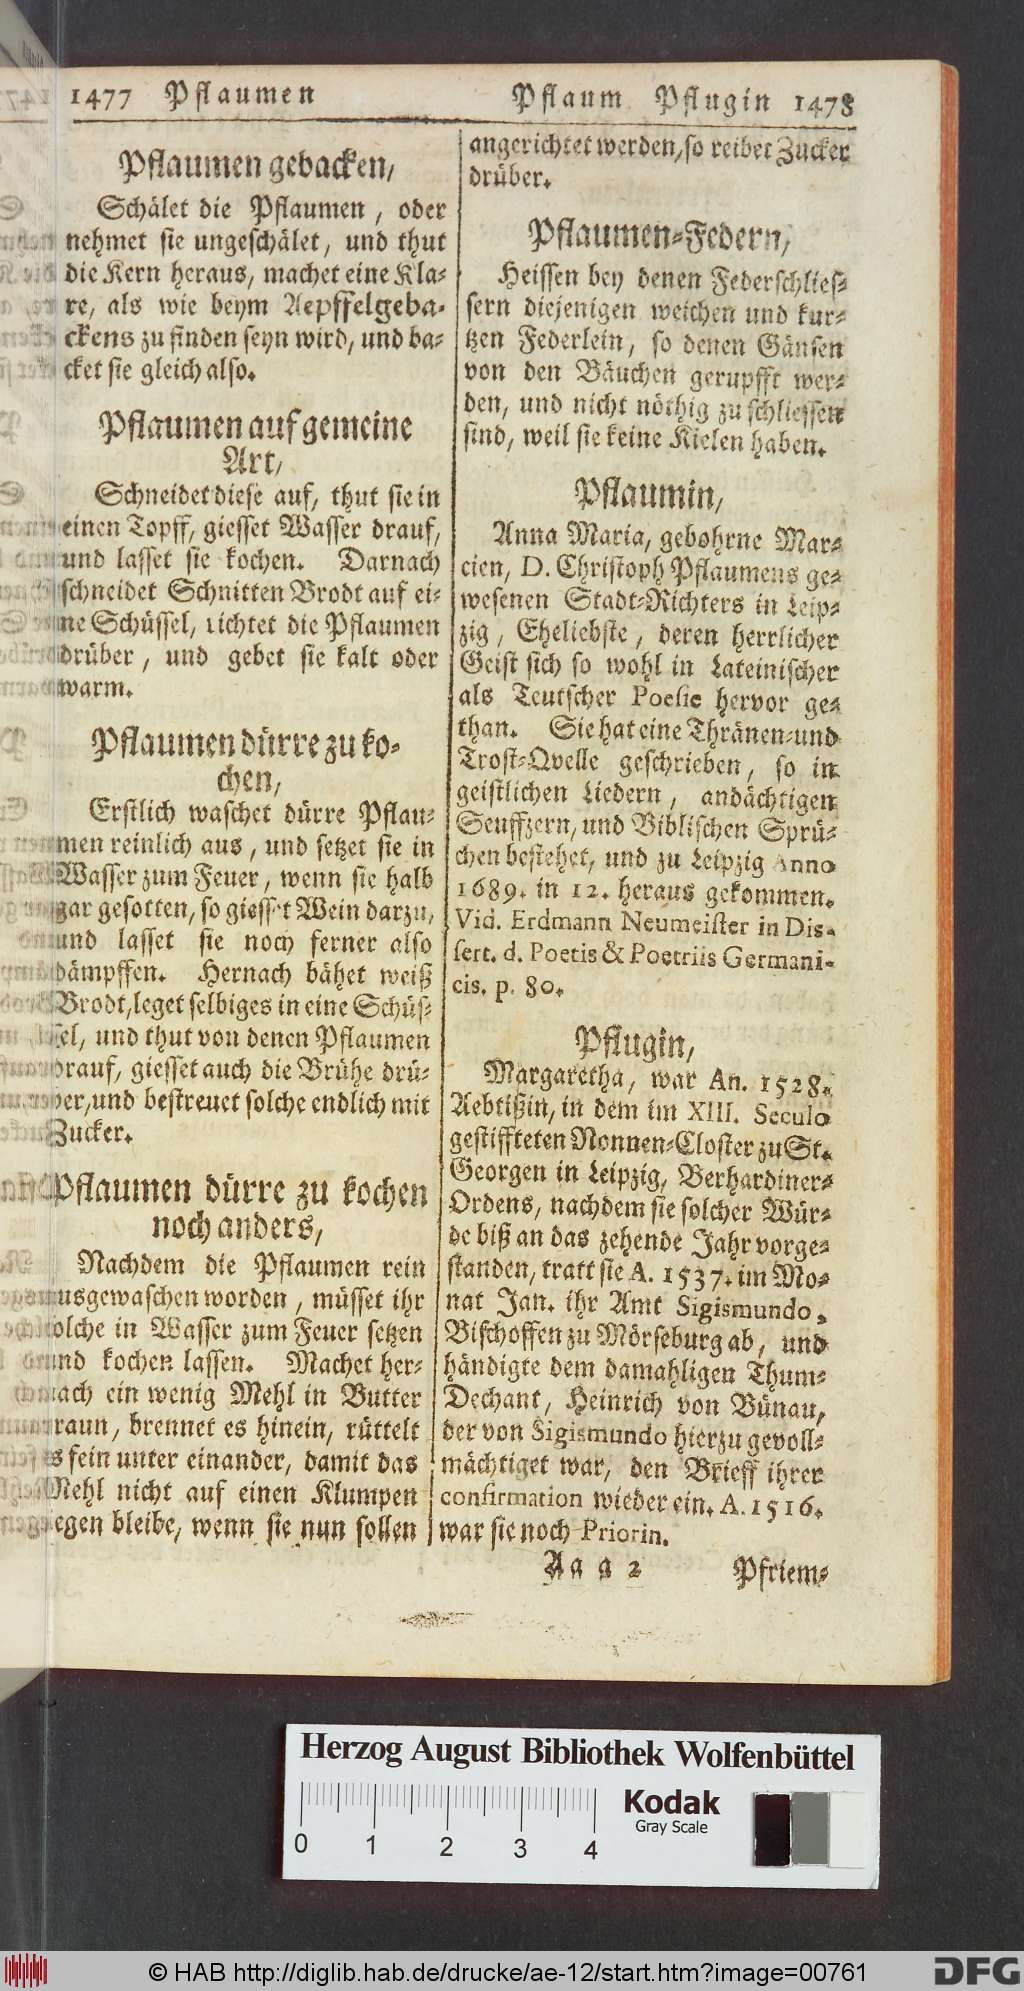 1477 Pflaumen
Pflaumen gebacken,
Schälet die Pflaumen, oder
nehmet sie ungeschälet, und thut
die Kern heraus, machet eine Kla-
re, als wie beym Aepffelgeba-
ckens zu finden seyn wird, und ba-
cket sie gleich also.
Pflaumen auf gemeine
Art,
Schneidet diese auf, thut sie in
einen Topff, giesset Wasser drauf,
und lasset sie kochen. Darnach
schneidet Schnitten Brodt auf ei-
ne Schüssel, richtet die Pflaumen
drüber, und gebet sie kalt oder
warm.
Pflaumen dürre zu ko-
chen,
Erstlich waschet dürre Pflau-
men reinlich aus, und setzet sie in
Wasser zum Feuer, wenn sie halb
gar gesotten, so giesset Wein darzu,
und lasset sie noch ferner also
dämpffen. Hernach bähet weiß
Brodt, leget selbiges in eine Schüs-
sel, und thut von denen Pflaumen
drauf, giesset auch die Brühe drü-
ber, und bestreuet solche endlich mit
Zucker.
Pflaumen dürre zu kochen
noch anders,
Nachdem die Pflaumen rein
ausgewaschen worden, müsset ihr
solche in Wasser zum Feuer setzen
und kochen lassen. Machet her-
nach ein wenig Mehl in Butter
braun, brennet es hinein, rüttelt
es fein unter einander, damit das
Mehl nicht auf einen Klumpen
legen bleibe, wenn sie nun sollen
Pflaum Pflugin 1478
angerichtet werden, so reibet Zucker
drüber.
Pflaumen-Federn,
Heissen bey denen Federschlies-
sern diejenigen weichen und kur-
tzen Federlein, so denen Gänsen
von den Bäuchen gerupfft wer-
den, und nicht nöthig zu schliessen
sind, weil sie keine Kielen haben.
Pflaumin,
Anna Maria, gebohrne Mar-
cien, D. Christoph Pflaumens ge-
wesenen Stadt-Richters in Leip-
zig, Eheliebste, deren herrlicher
Geist sich so wohl in Lateinischer
als Teutscher Poesie hervor ge-
than. Sie hat eine Thränen- und
Trost-Qvelle geschrieben, so in
geistlichen Liedern, andächtigen
Seuffzern, und Biblischen Sprü-
chen bestehet, und zu Leipzig Anno
1689. in 12. heraus gekommen.
Vid. Erdmann Neumeister in Dis-
sert. d. Poetis & Poetriis Germani-
cis. p. 80.
Pflugin,
Margaretha, war An. 1528.
Aebtißin, in dem im XIII. Seculo
gestiffteten Nonnen-Closter zu St.
Georgen in Leipzig, Berhardiner-
Ordens, nachdem sie solcher Wür-
de biß an das zehende Jahr vorge-
standen, tratt sie A. 1537. im Mo-
nat Jan. ihr Amt Sigismundo,
Bischoffen zu Mörseburg ab, und
händigte dem damahligen Thum-
Dechant, Heinrich von Bünau,
der von Sigismundo hierzu gevoll-
mächtiget war, den Brieff ihrer
confirmation wieder ein. A. 1516.
war sie noch Priorin.
Aaa 2 Pfriem-
Herzog August Bibliothek Wolfenbüttel
0 1 2 3 4
Kodak
Gray Scale
© HAB http://diglib.hab.de/drucke/ae-12/start.htm?image=00761
DFG